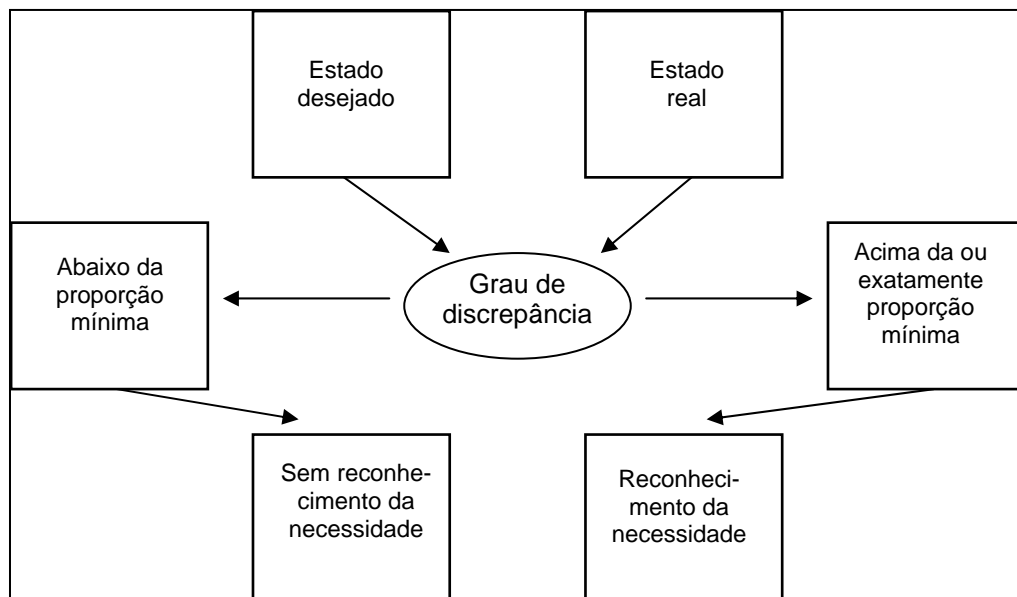 Estado
desejado
Estado
real
Abaixo da
proporção
mínima
Grau de
discrepância
Acima da ou
exatamente
proporção
mínima
Sem reconhe-
cimento da
necessidade
Reconheci-
mento da
necessidade